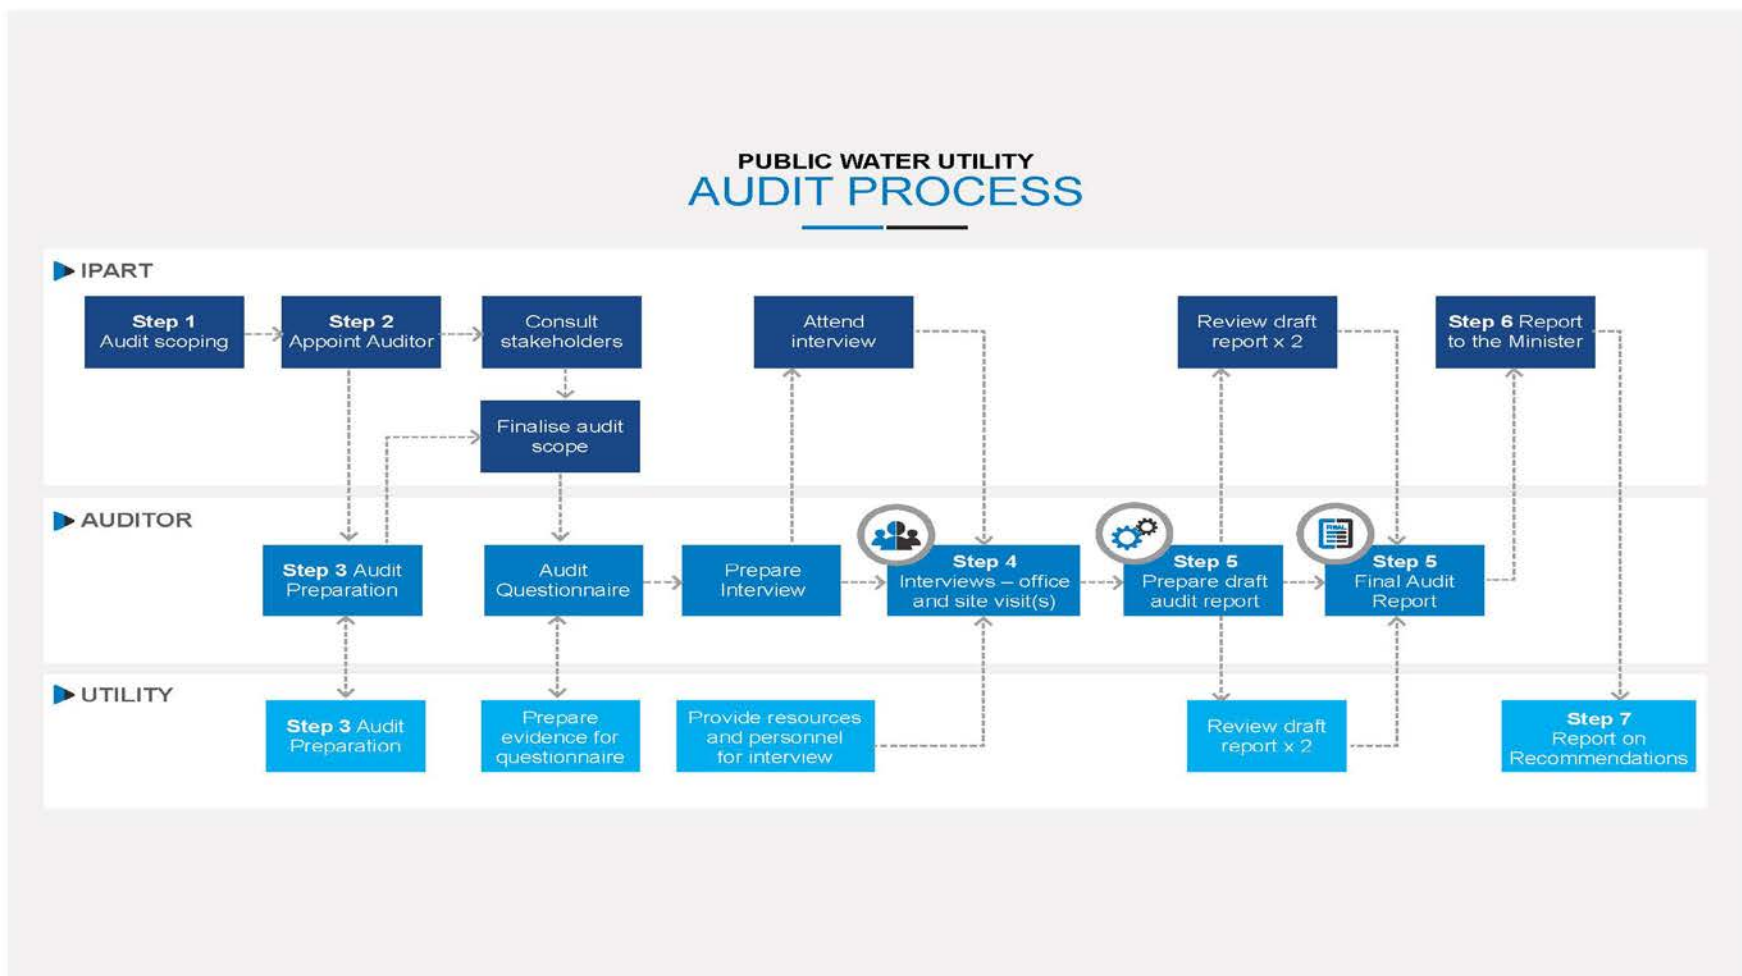 PUBLIC WATER UTILITY
AUDIT PROCESS
IPART
Step 1
Audit scoping
Step 2
Appoint Auditor
Consult
stakeholders
Attend
interview
Review draft
report x 2
Step 6 Report
to the Minister
Finalise audit
scope
AUDITOR
Step 3 Audit
Preparation
Audit
Questionnaire
Prepare
Interview
Step 4
Interviews – office
and site visit(s)
Step 5
Prepare draft
audit report
FINAL
Step 5
Final Audit
Report
UTILITY
Step 3 Audit
Preparation
Prepare
evidence for
questionnaire
Provide resources
and personnel
for interview
Review draft
report x 2
Step 7
Report on
Recommendations